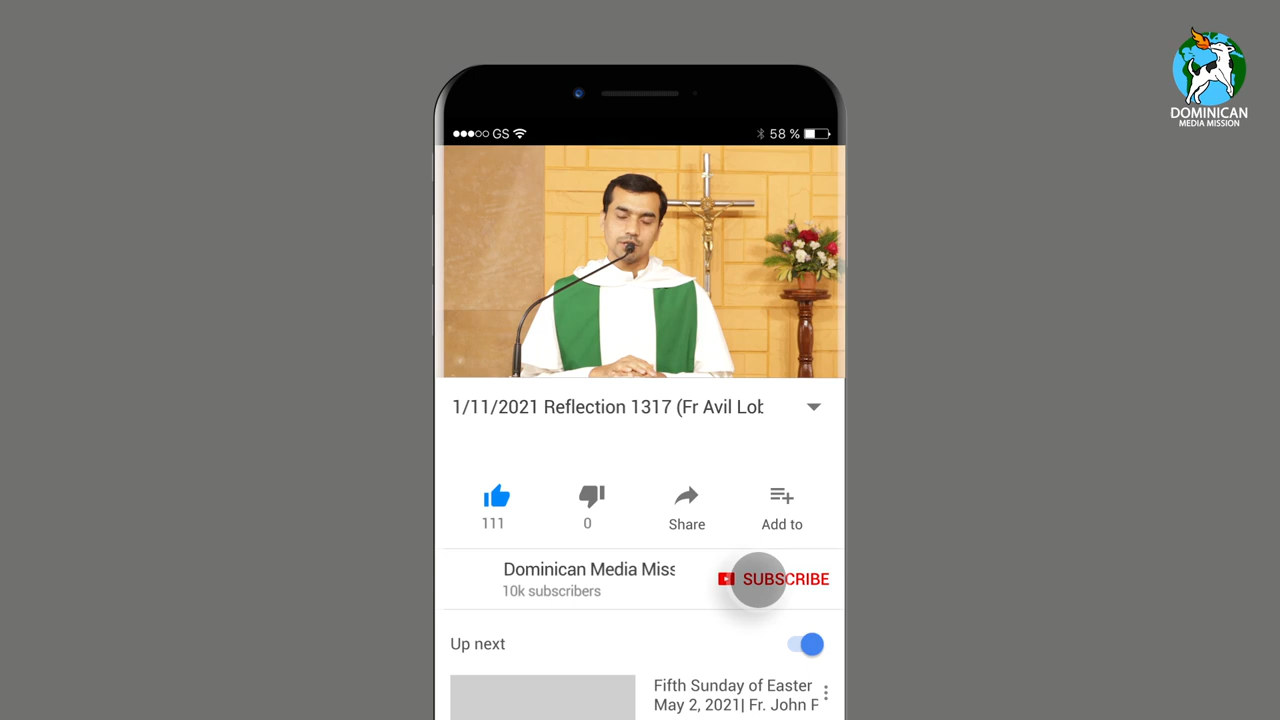 DOMINICAN
MEDIA MISSION
GS
58 %
1/11/2021 Reflection 1317 (Fr Avil Lob
111
0
Share
Add to
Dominican Media Miss
10k subscribers
SUBSCRIBE
Up next
Fifth Sunday of Easter
May 2, 2021| Fr. John F